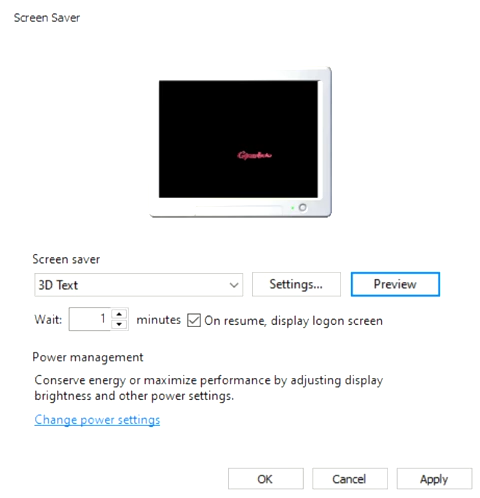 Screen Saver
Screen saver
3D Text
Settings...
Preview
Wait:
1
minutes
On resume, display logon screen
Power management
Conserve energy or maximize performance by adjusting display
brightness and other power settings.
Change power settings
OK
Cancel
Apply